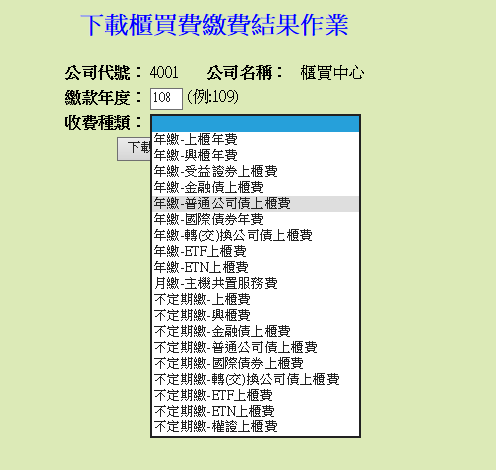 下載櫃買費繳費結果作業
公司代號： 4001 公司名稱： 櫃買中心
繳款年度： 108 (例:109)
收費種類：
下載
年繳-上櫃年費
年繳-興櫃年費
年繳-受益證券上櫃費
年繳-金融債上櫃費
年繳-普通公司債上櫃費
年繳-國際債券年費
年繳-轉(交)換公司債上櫃費
年繳-ETF上櫃費
年繳-ETN上櫃費
月繳-主機共置服務費
不定期繳-上櫃費
不定期繳-興櫃費
不定期繳-金融債上櫃費
不定期繳-普通公司債上櫃費
不定期繳-國際債券上櫃費
不定期繳-轉(交)換公司債上櫃費
不定期繳-ETF上櫃費
不定期繳-ETN上櫃費
不定期繳-權證上櫃費